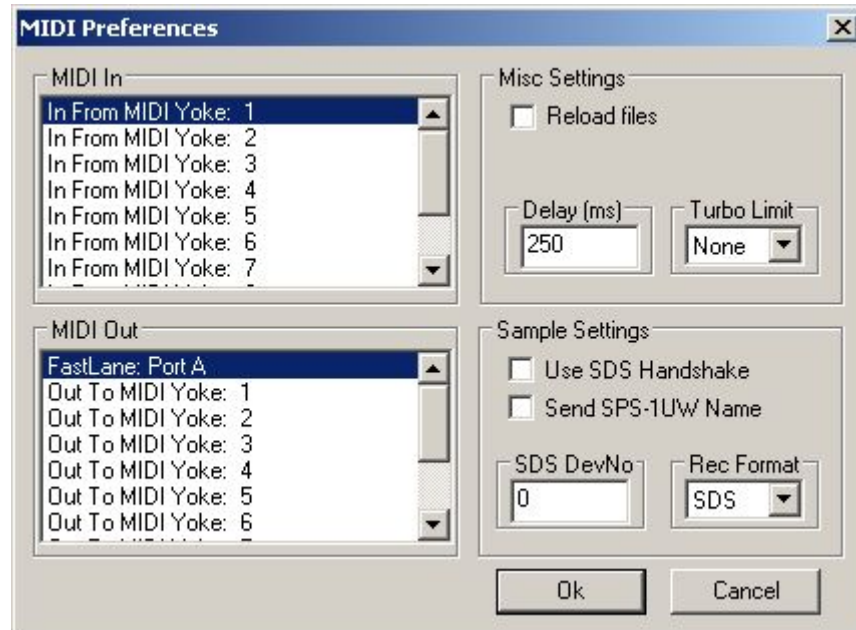 MIDI Preferences
MIDI In
In From MIDI Yoke:  1
In From MIDI Yoke:  2
In From MIDI Yoke:  3
In From MIDI Yoke:  4
In From MIDI Yoke:  5
In From MIDI Yoke:  6
In From MIDI Yoke:  7
Misc Settings
Reload files
Delay (ms)
250
Turbo Limit
None
MIDI Out
FastLane: Port A
Out To MIDI Yoke:  1
Out To MIDI Yoke:  2
Out To MIDI Yoke:  3
Out To MIDI Yoke:  4
Out To MIDI Yoke:  5
Out To MIDI Yoke:  6
Sample Settings
Use SDS Handshake
Send SPS-1UW Name
SDS DevNo
0
Rec Format
SDS
Ok
Cancel